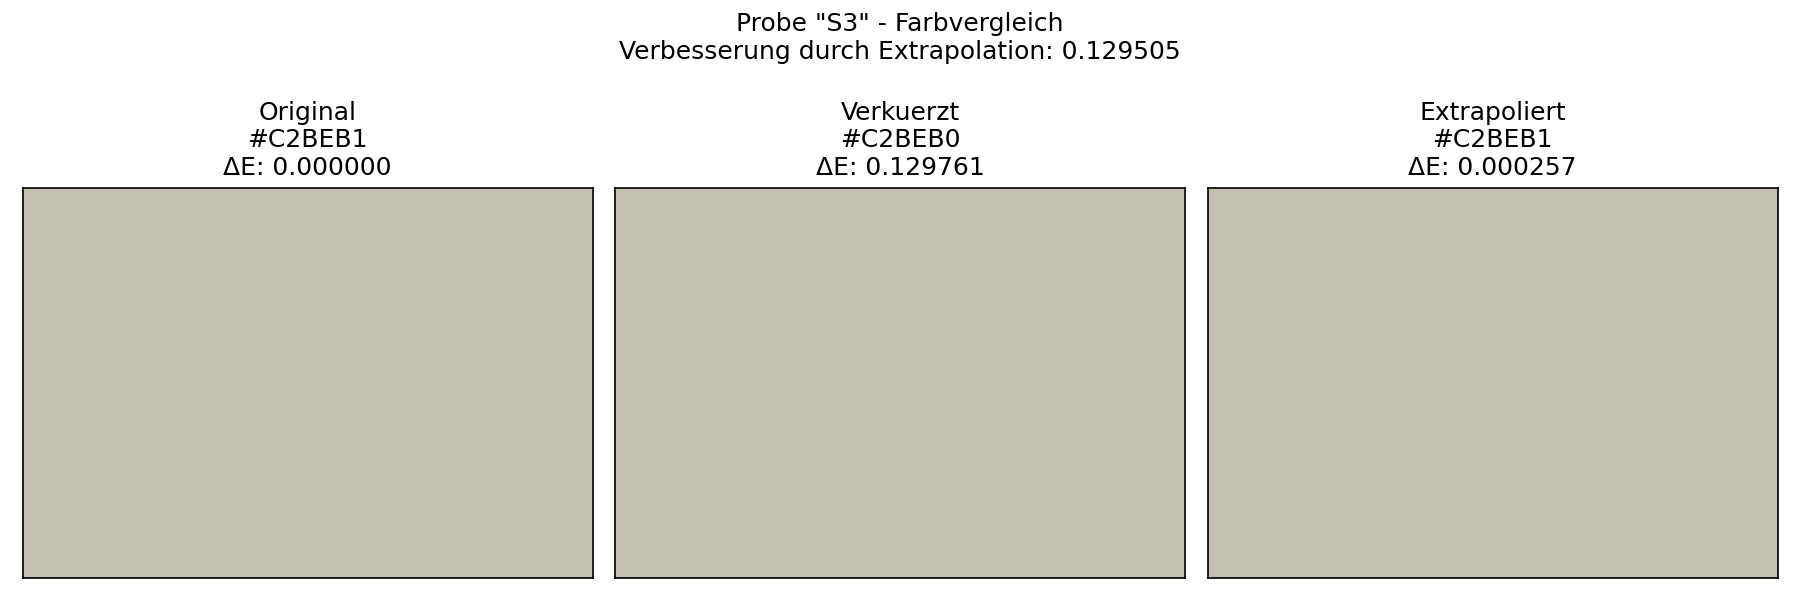 Probe "S3" - Farbvergleich
Verbesserung durch Extrapolation: 0.129505
Original
#C2BEB1
ΔE: 0.000000
Verkuerzt
#C2BEB0
ΔE: 0.129761
Extrapoliert
#C2BEB1
ΔE: 0.000257